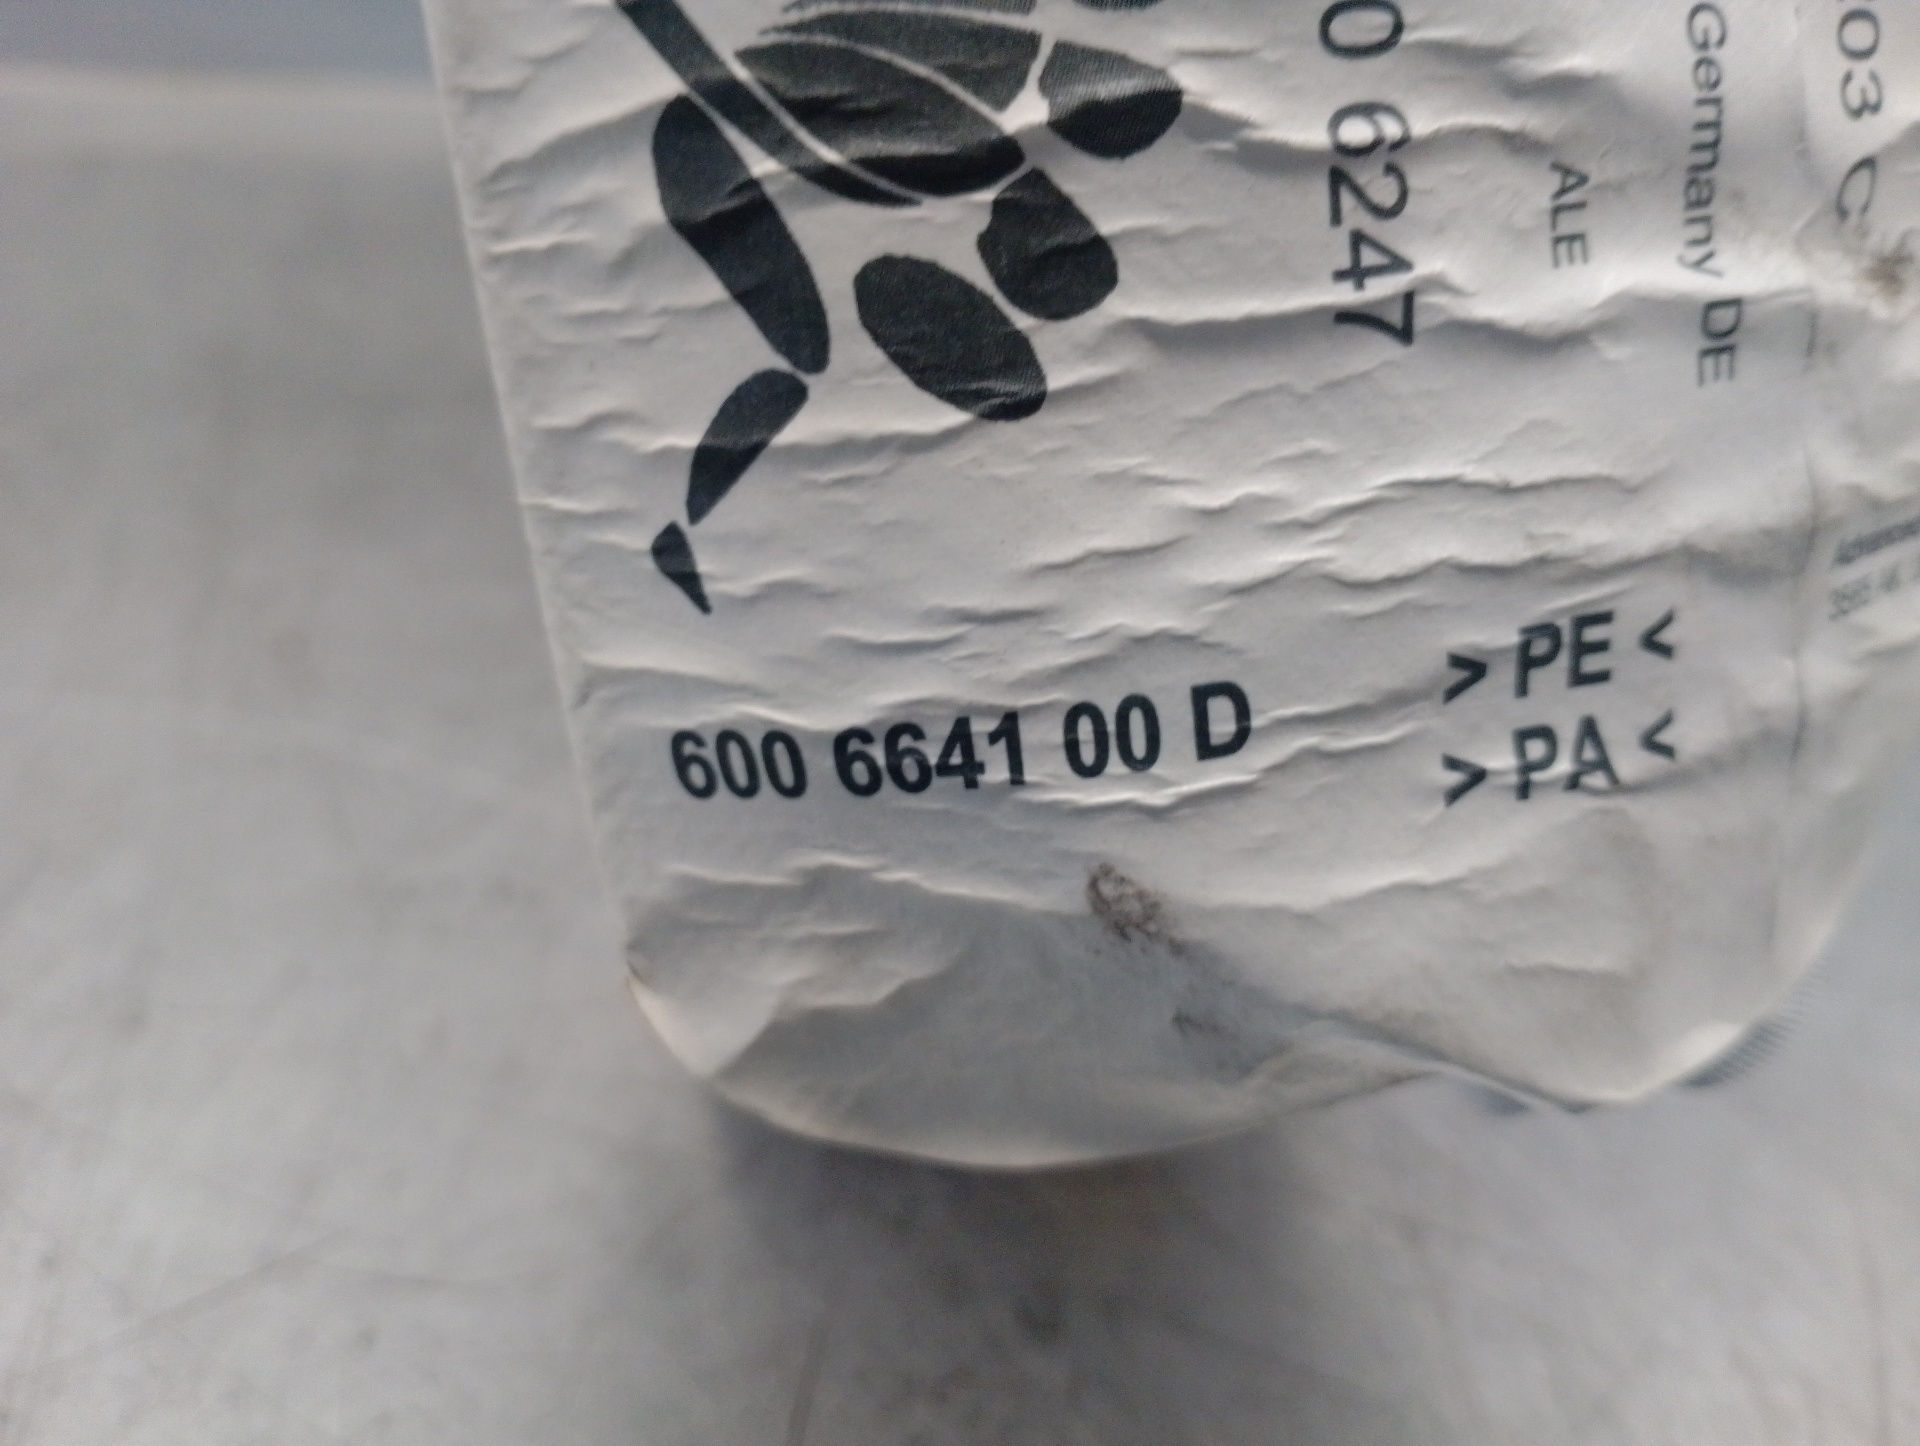 600 6641 00 D
> PE <
> PA <
0 6247
ALE
Germany DE
03 C